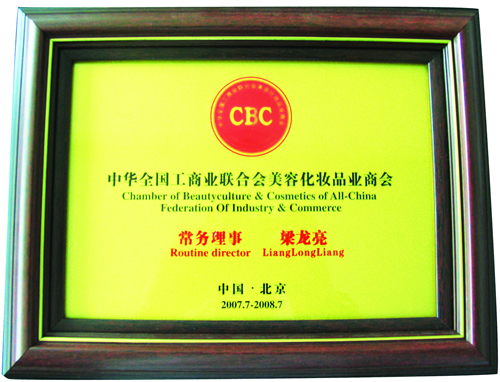 CBC
中华全国工商业联合会美容化妆品业商会
Chamber of Beautyculture & Cosmetics of All-China
Federation Of Industry & Commerce
常务理事 梁龙亮
Routine director LiangLongLiang
中国·北京
2007.7-2008.7